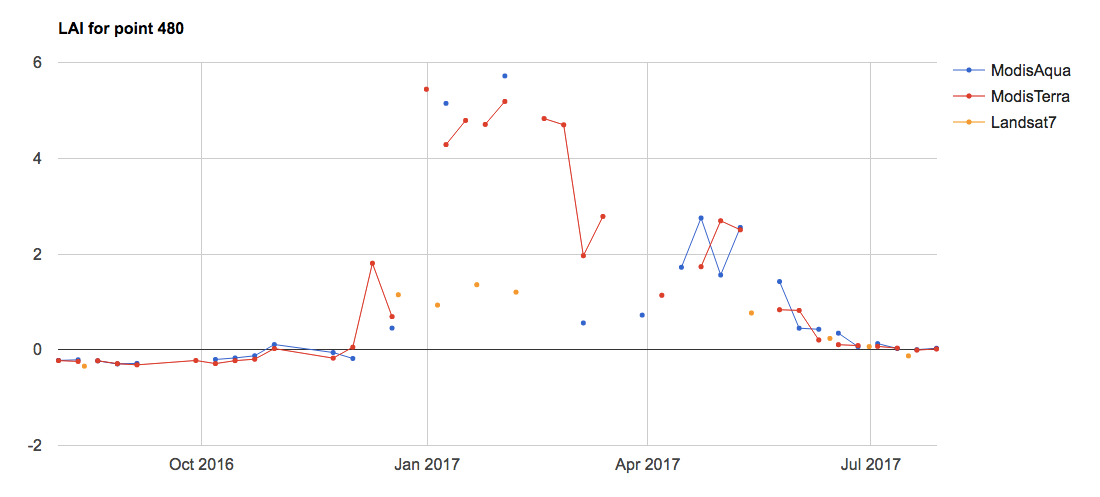 LAI for point 480
6
4
2
0
-2
Oct 2016
Jan 2017
Apr 2017
Jul 2017
ModisAqua
ModisTerra
Landsat7